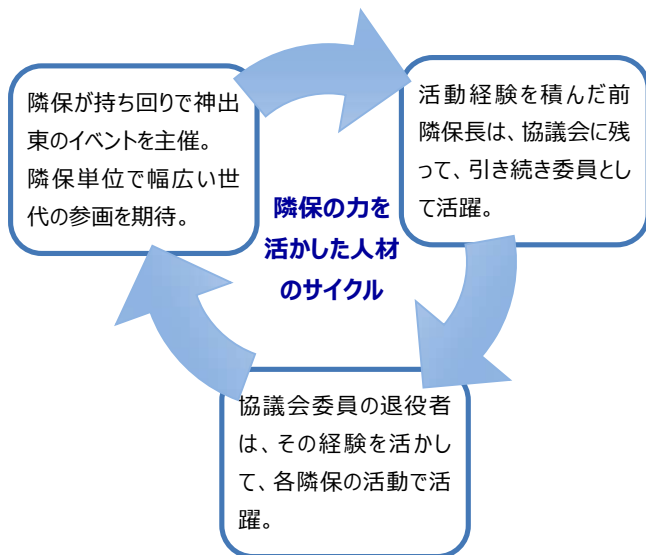 隣保が持ち回りで神出
東のイベントを主催。
隣保単位で幅広い世
代の参画を期待。
活動経験を積んだ前
隣保長は、協議会に残
って、引き続き委員とし
て活躍。
隣保の力を
活かした人材
のサイクル
協議会委員の退役者
は、その経験を活かし
て、各隣保の活動で活
躍。